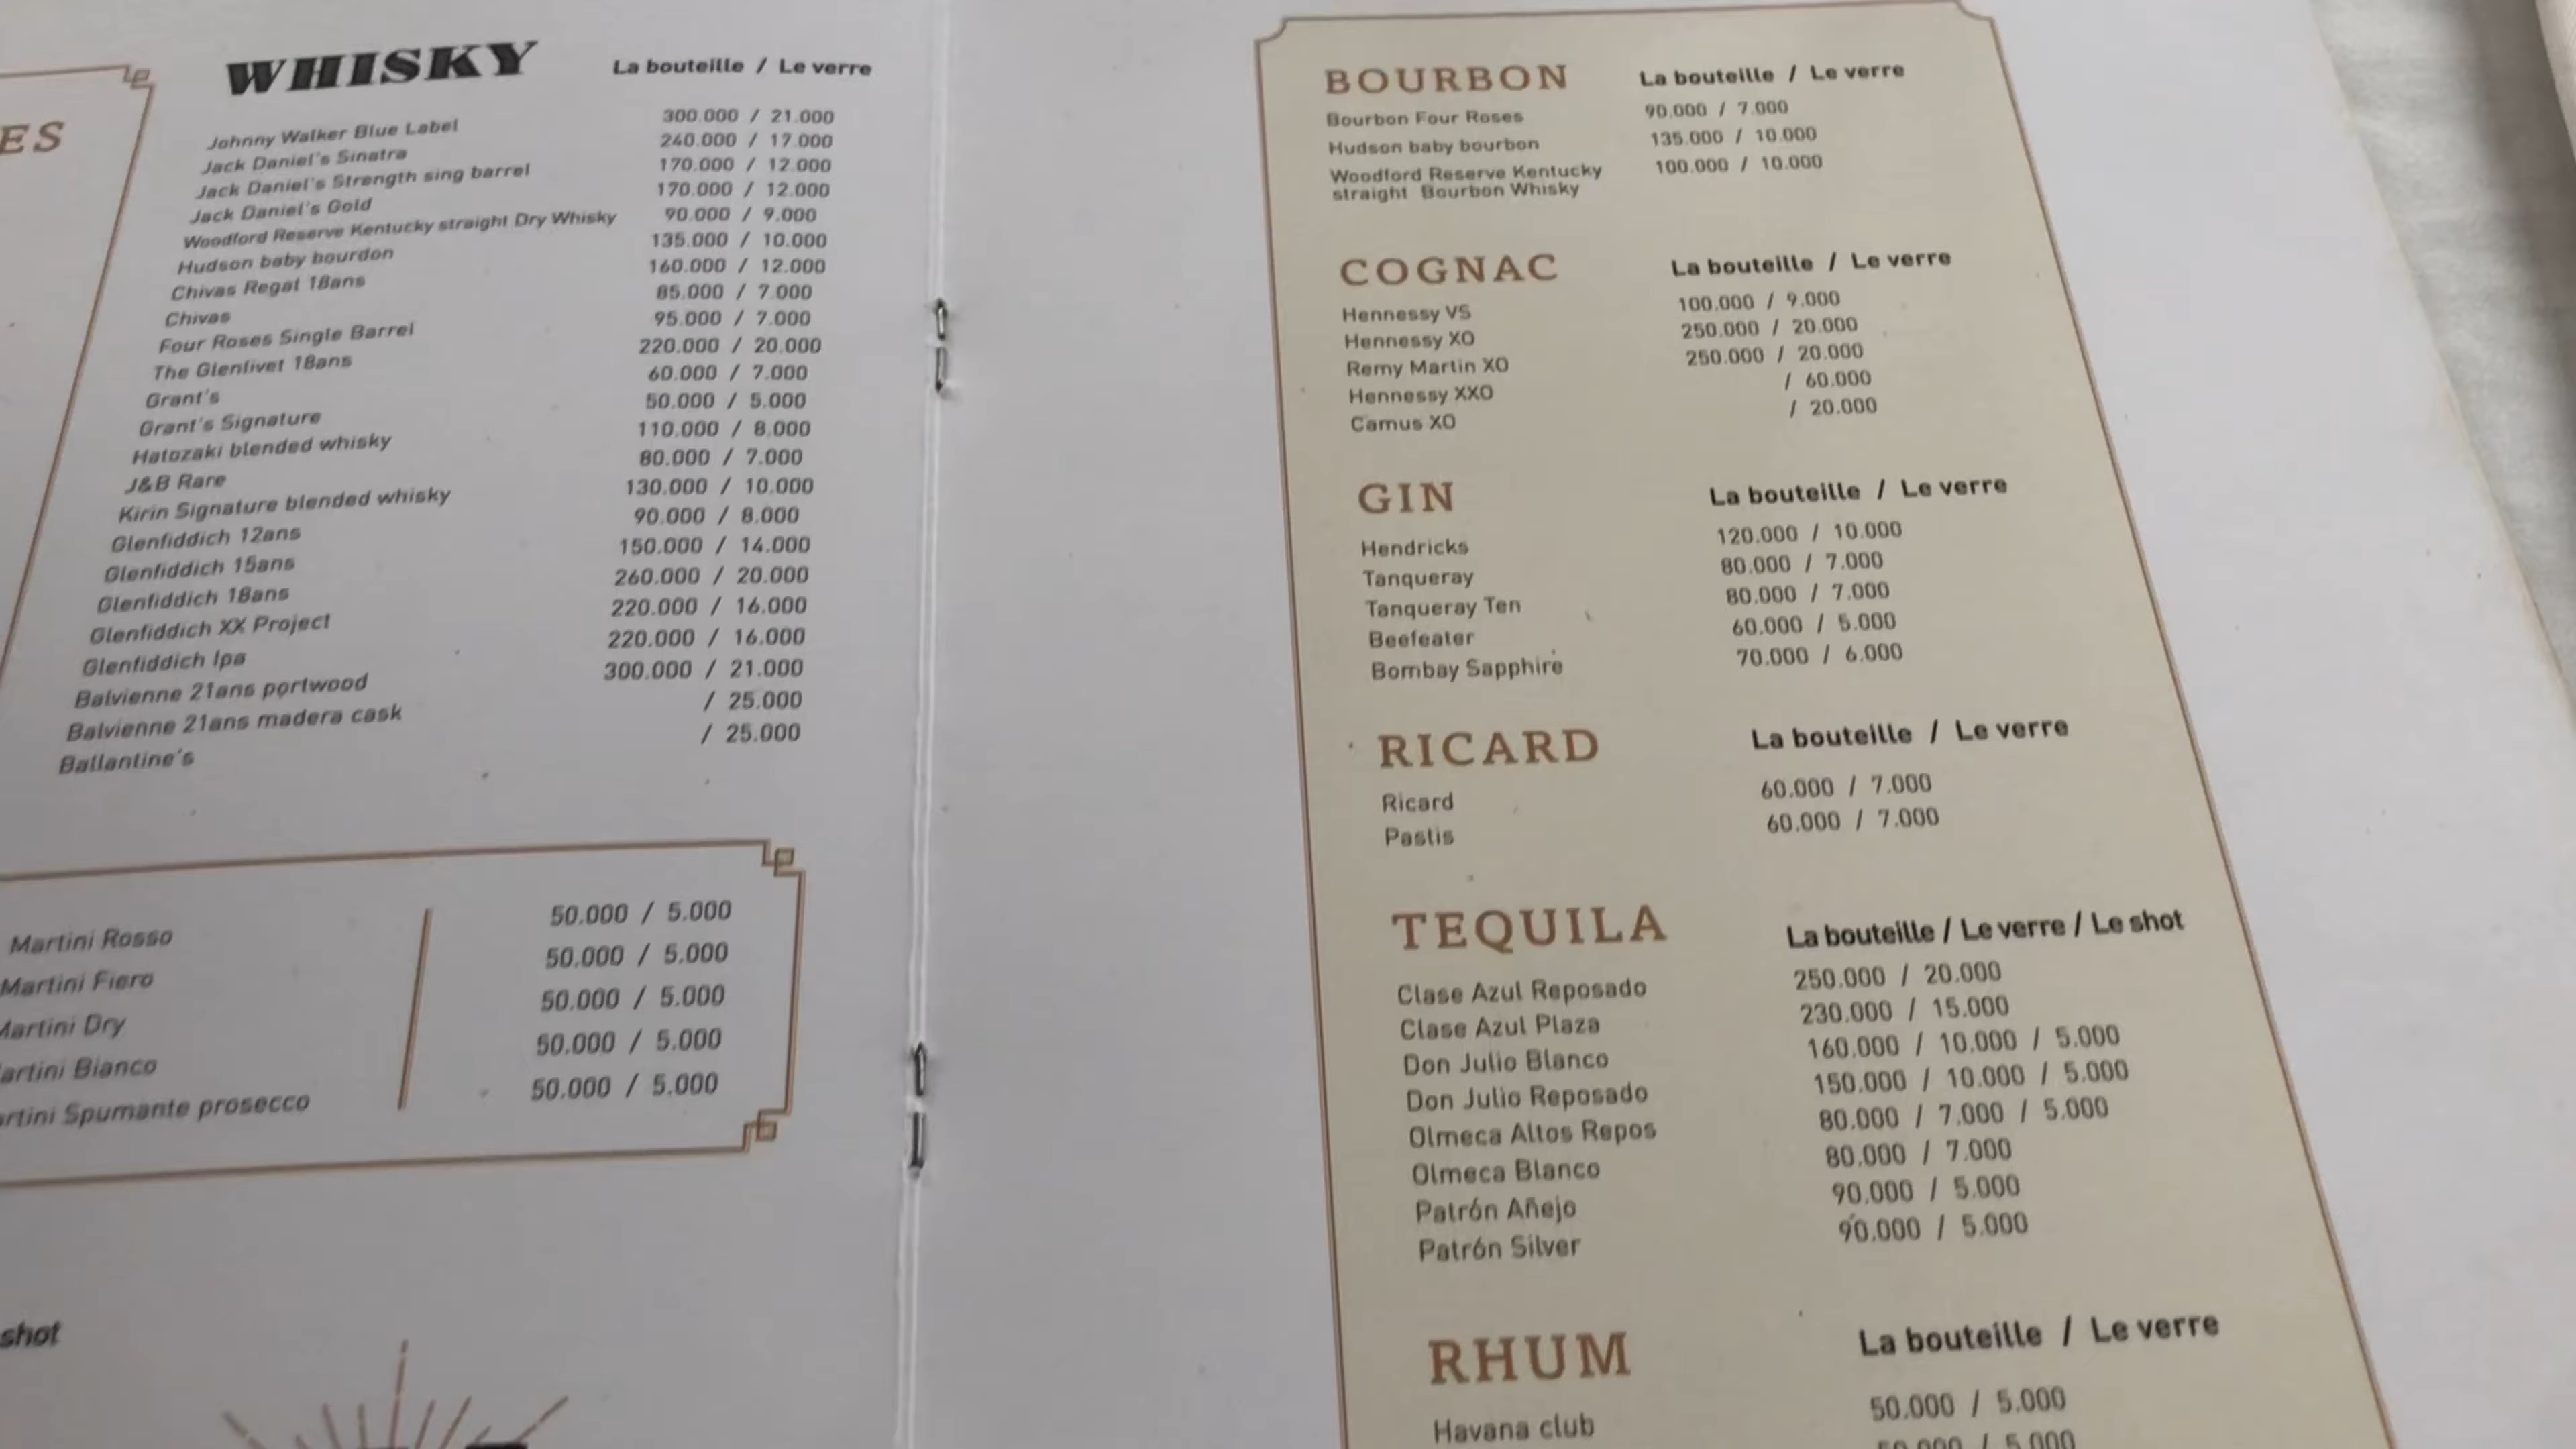 ES
WHISKY
La bouteille / Le verre
Johnny Walker Blue Label
300.000 / 21.000
Jack Daniel's Sinatra
240.000 / 17.000
Jack Daniel's Strength sing barrel
170.000 / 12.000
Jack Daniel's Gold
170.000 / 12.000
Woodford Reserve Kentucky straight Dry Whisky
90.000 / 9.000
Hudson baby bourdon
135.000 / 10.000
Chivas Regal 18ans
160.000 / 12.000
Chivas
85.000 / 7.000
Four Roses Single Barrel
95.000 / 7.000
The Glenlivet 18ans
220.000 / 20.000
Grant's
60.000 / 7.000
Grant's Signature
50.000 / 5.000
Hatozaki blended whisky
110.000 / 8.000
J&B Rare
80.000 / 7.000
Kirin Signature blended whisky
130.000 / 10.000
Glenfiddich 12ans
90.000 / 8.000
Glenfiddich 15ans
150.000 / 14.000
Glenfiddich 18ans
260.000 / 20.000
Glenfiddich XX Project
220.000 / 16.000
Glenfiddich Ipa
220.000 / 16.000
Balvienne 21ans portwood
300.000 / 21.000
Balvienne 21ans madera cask
/ 25.000
Ballantine's
/ 25.000
Martini Rosso
50.000 / 5.000
Martini Fiero
50.000 / 5.000
Martini Dry
50.000 / 5.000
artini Bianco
50.000 / 5.000
artini Spumante prosecco
50.000 / 5.000
shot
BOURBON
La bouteille / Le verre
Bourbon Four Roses
90.000 / 7.000
Hudson baby bourbon
135.000 / 10.000
Woodford Reserve Kentucky
straight Bourbon Whisky
100.000 / 10.000
COGNAC
La bouteille / Le verre
Hennessy VS
100.000 / 9.000
Hennessy XO
250.000 / 20.000
Remy Martin XO
250.000 / 20.000
Hennessy XXO
/ 60.000
Camus XO
/ 20.000
GIN
La bouteille / Le verre
Hendricks
120.000 / 10.000
Tanqueray
80.000 / 7.000
Tanqueray Ten
80.000 / 7.000
Beefeater
60.000 / 5.000
Bombay Sapphire
70.000 / 6.000
RICARD
La bouteille / Le verre
Ricard
60.000 / 7.000
Pastis
60.000 / 7.000
TEQUILA
La bouteille / Le verre / Le shot
Clase Azul Reposado
250.000 / 20.000
Clase Azul Plaza
230.000 / 15.000
Don Julio Blanco
160.000 / 10.000 / 5.000
Don Julio Reposado
150.000 / 10.000 / 5.000
Olmeca Altos Repos
80.000 / 7.000 / 5.000
Olmeca Blanco
80.000 / 7.000
Patrón Añejo
90.000 / 5.000
Patrón Silver
90.000 / 5.000
RHUM
La bouteille / Le verre
Havana club
50.000 / 5.000
50.000 / 5.000